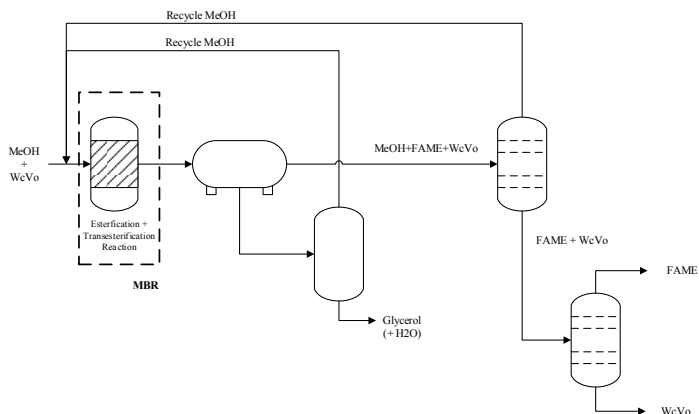 Recycle MeOH
Recycle MeOH
MeOH
+
WcVo
Esterfication +
Transesterification
Reaction
MBR
MeOH+FAME+WcVo
FAME + WcVo
FAME
Glycerol
(+ H2O)
WcVo